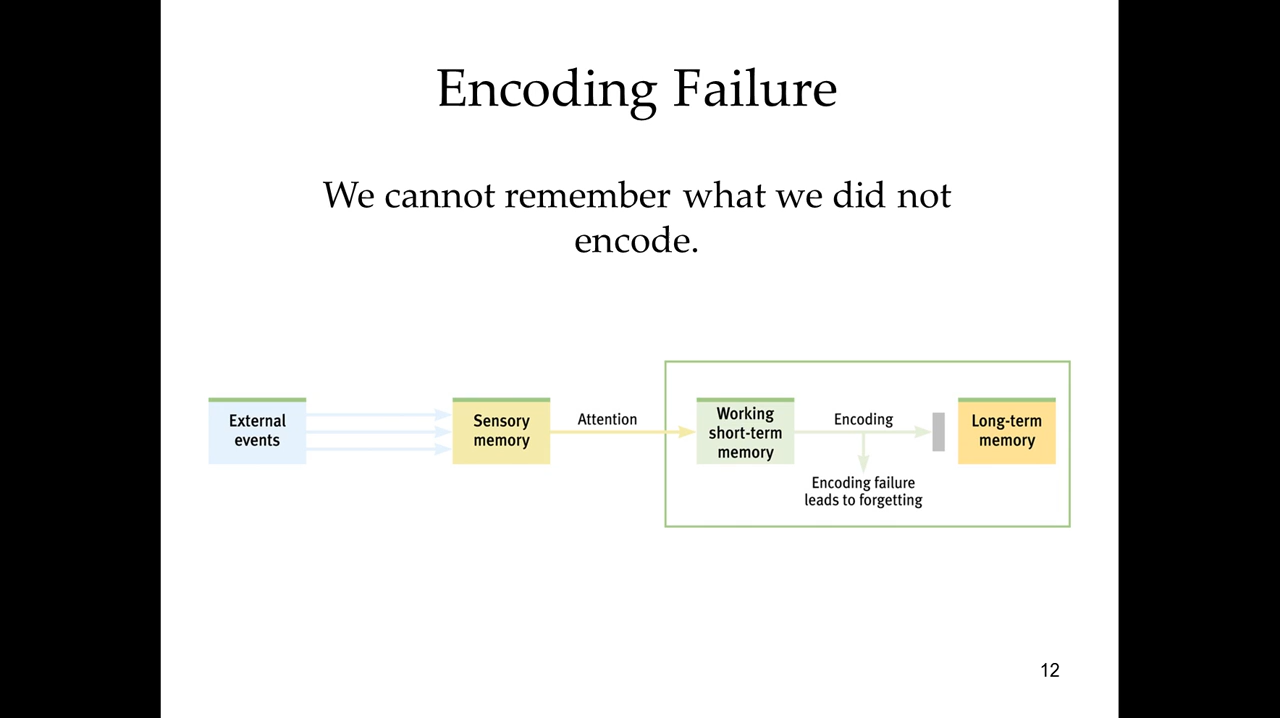 Encoding Failure
We cannot remember what we did not
encode.
External
events
Sensory
memory
Attention
Working
short-term
memory
Encoding
Encoding failure
leads to forgetting
Long-term
memory
12